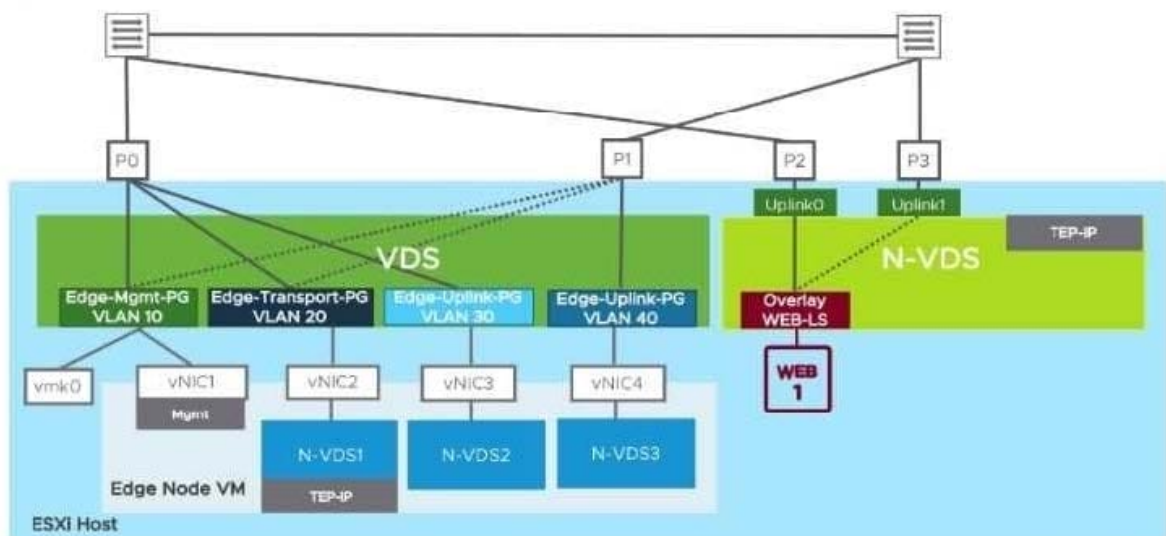 P0
P1
P2
P3
Uplink0
Uplink1
VDS
N-VDS
TEP-IP
Edge-Mgmt-PG
VLAN 10
Edge-Transport-PG
VLAN 20
Edge-Uplink-PG
VLAN 30
Edge-Uplink-PG
VLAN 40
Overlay
WEB-LS
vmk0
vNIC1
Mgmt
vNIC2
vNIC3
vNIC4
WEB
1
N-VDS1
TEP-IP
N-VDS2
N-VDS3
Edge Node VM
ESXi Host